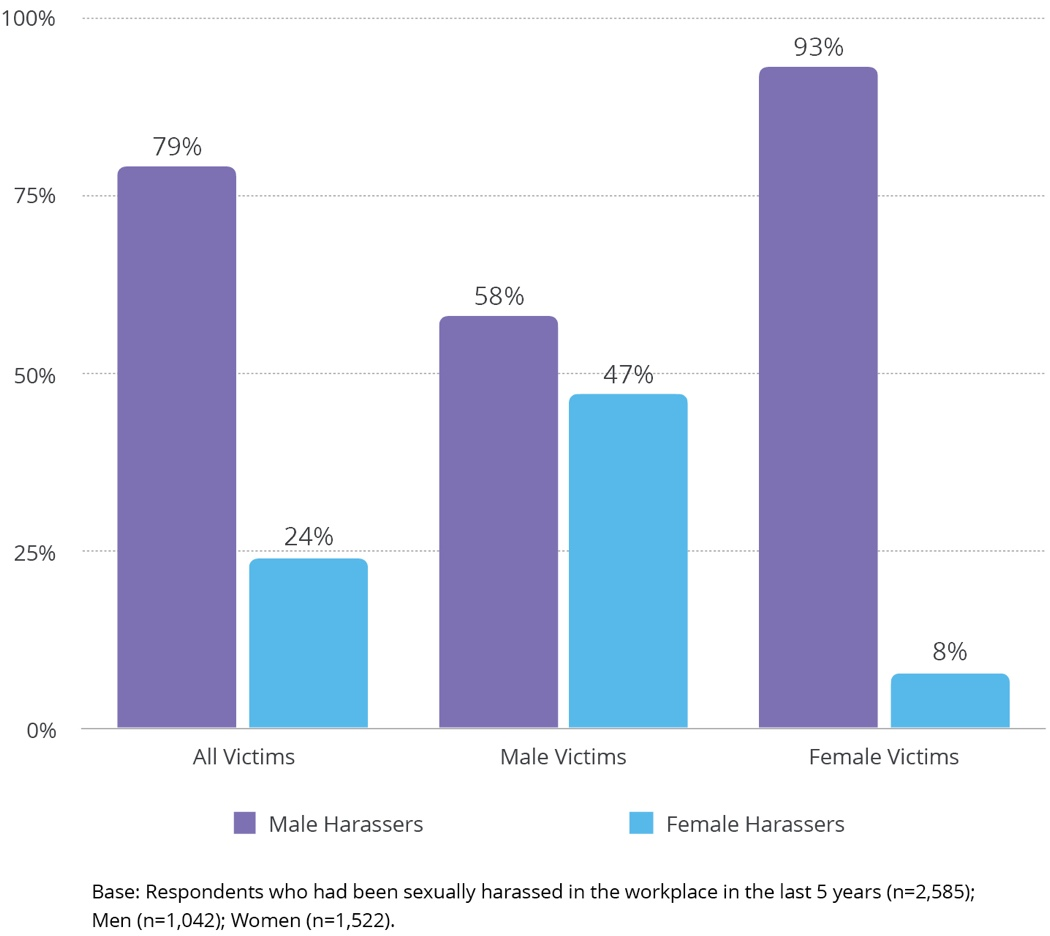 100%
93%
79%
75%
58%
50%
47%
24%
25%
8%
0%
All Victims
Male Victims
Female Victims
Male Harassers
Female Harassers
Base: Respondents who had been sexually harassed in the workplace in the last 5 years (n=2,585);
Men (n=1,042); Women (n=1,522).